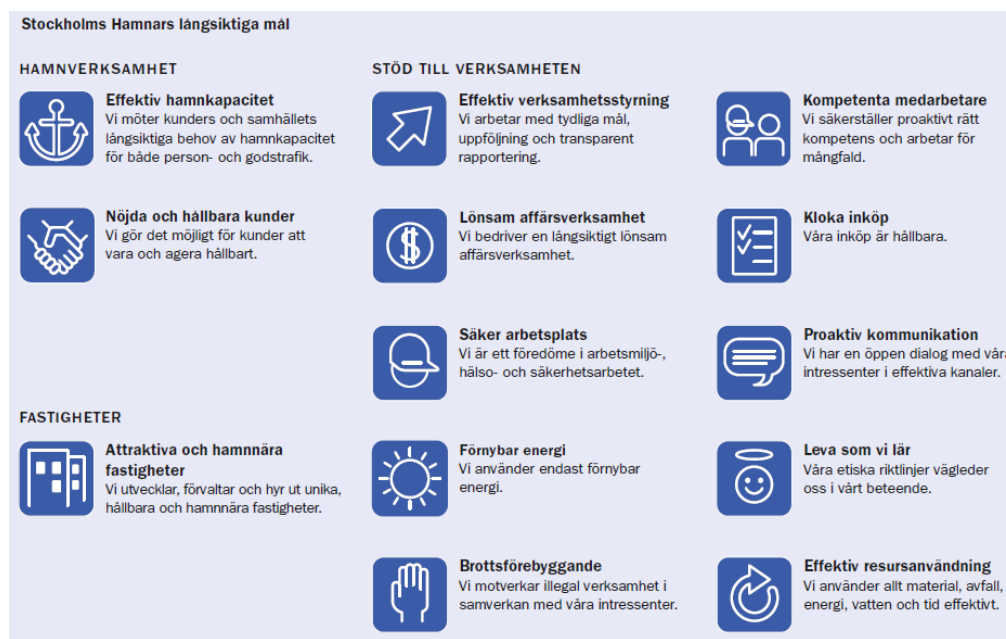 Stockholms Hamnars långsiktiga mål
HAMNVERKSAMHET
Effektiv hamnkapacitet
Vi möter kunders och samhällets
långsiktiga behov av hamnkapacitet
för både person- och godstrafik.
Nöjda och hållbara kunder
Vi gör det möjligt för kunder att
vara och agera hållbart.
FASTIGHETER
Attraktiva och hamnnära
fastigheter
Vi utvecklar, förvaltar och hyr ut unika,
hållbara och hamnnära fastigheter.
STÖD TILL VERKSAMHETEN
Effektiv verksamhetsstyrning
Vi arbetar med tydliga mål,
uppföljning och transparent
rapportering.
Lönsam affärsverksamhet
Vi bedriver en långsiktigt lönsam
affärsverksamhet.
Säker arbetsplats
Vi är ett föredöme i arbetsmiljö-,
hälso- och säkerhetsarbetet.
Förnybar energi
Vi använder endast förnybar
energi.
Brottsförebyggande
Vi motverkar illegal verksamhet i
samverkan med våra intressenter.
Kompetenta medarbetare
Vi säkerställer proaktivt rätt
kompetens och arbetar för
mångfald.
Kloka inköp
Våra inköp är hållbara.
Proaktiv kommunikation
Vi har en öppen dialog med våra
intressenter i effektiva kanaler.
Leva som vi lär
Våra etiska riktlinjer vägleder
oss i vårt beteende.
Effektiv resursanvändning
Vi använder allt material, avfall,
energi, vatten och tid effektivt.